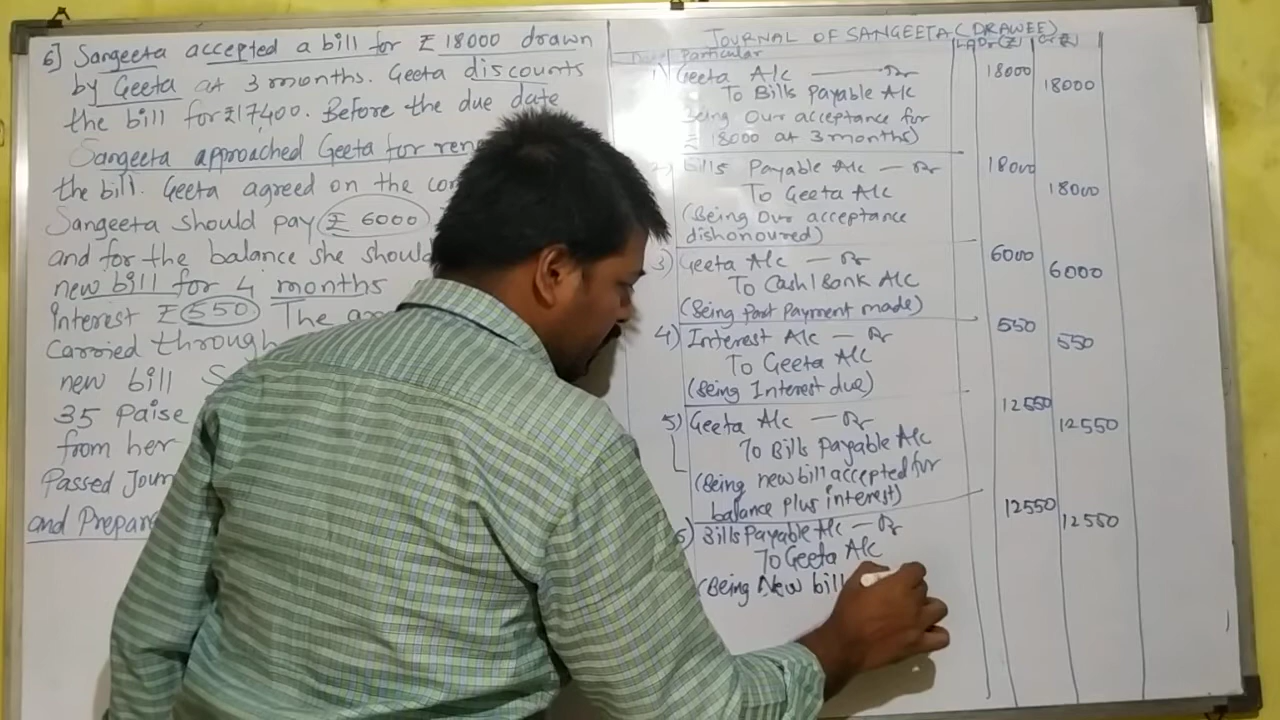 6] Sangeeta accepted a bill for ₹ 18000 drawn
by Geeta at 3 months. Geeta discounts
the bill for ₹17,400. Before the due date
Sangeeta approached Geeta for
the bill. Geeta agreed on the
Sangeeta should pay ₹ 6000
and for the balance she
new bill for 4 months
interest ₹ 550 The
Carried through
new bill
35 Paise
from her
Passed
and
JOURNAL OF SANGEETA (DRAWEE)
Particular Dr (₹)
1) Geeta A/c — Dr 18000
To Bills Payable A/c 18000
Being Our acceptance for
₹ 18000 at 3 months)
2) Bills Payable A/c — Dr 18000
To Geeta A/c 18000
(Being Our acceptance
dishonoured)
3) Geeta A/c — Dr 6000
To Cash/Bank A/c 6000
(Being Part Payment made)
4) Interest A/c — Dr 550
To Geeta A/c 550
(Being Interest due)
5) Geeta A/c — Dr 12550
To Bills Payable A/c 12550
(Being new bill accepted for
balance plus interest)
6) Bills Payable A/c — Dr 12550
To Geeta A/c 12550
(Being New bill